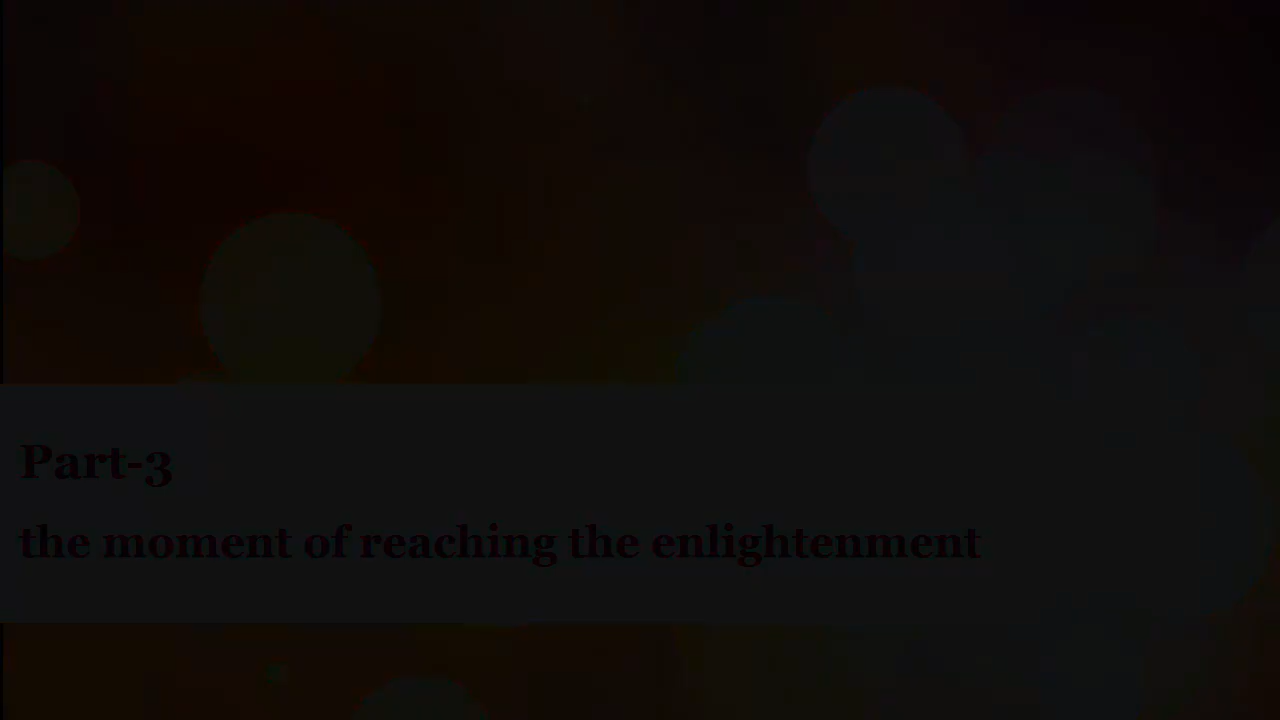 Part-3
the moment of reaching the enlightenment